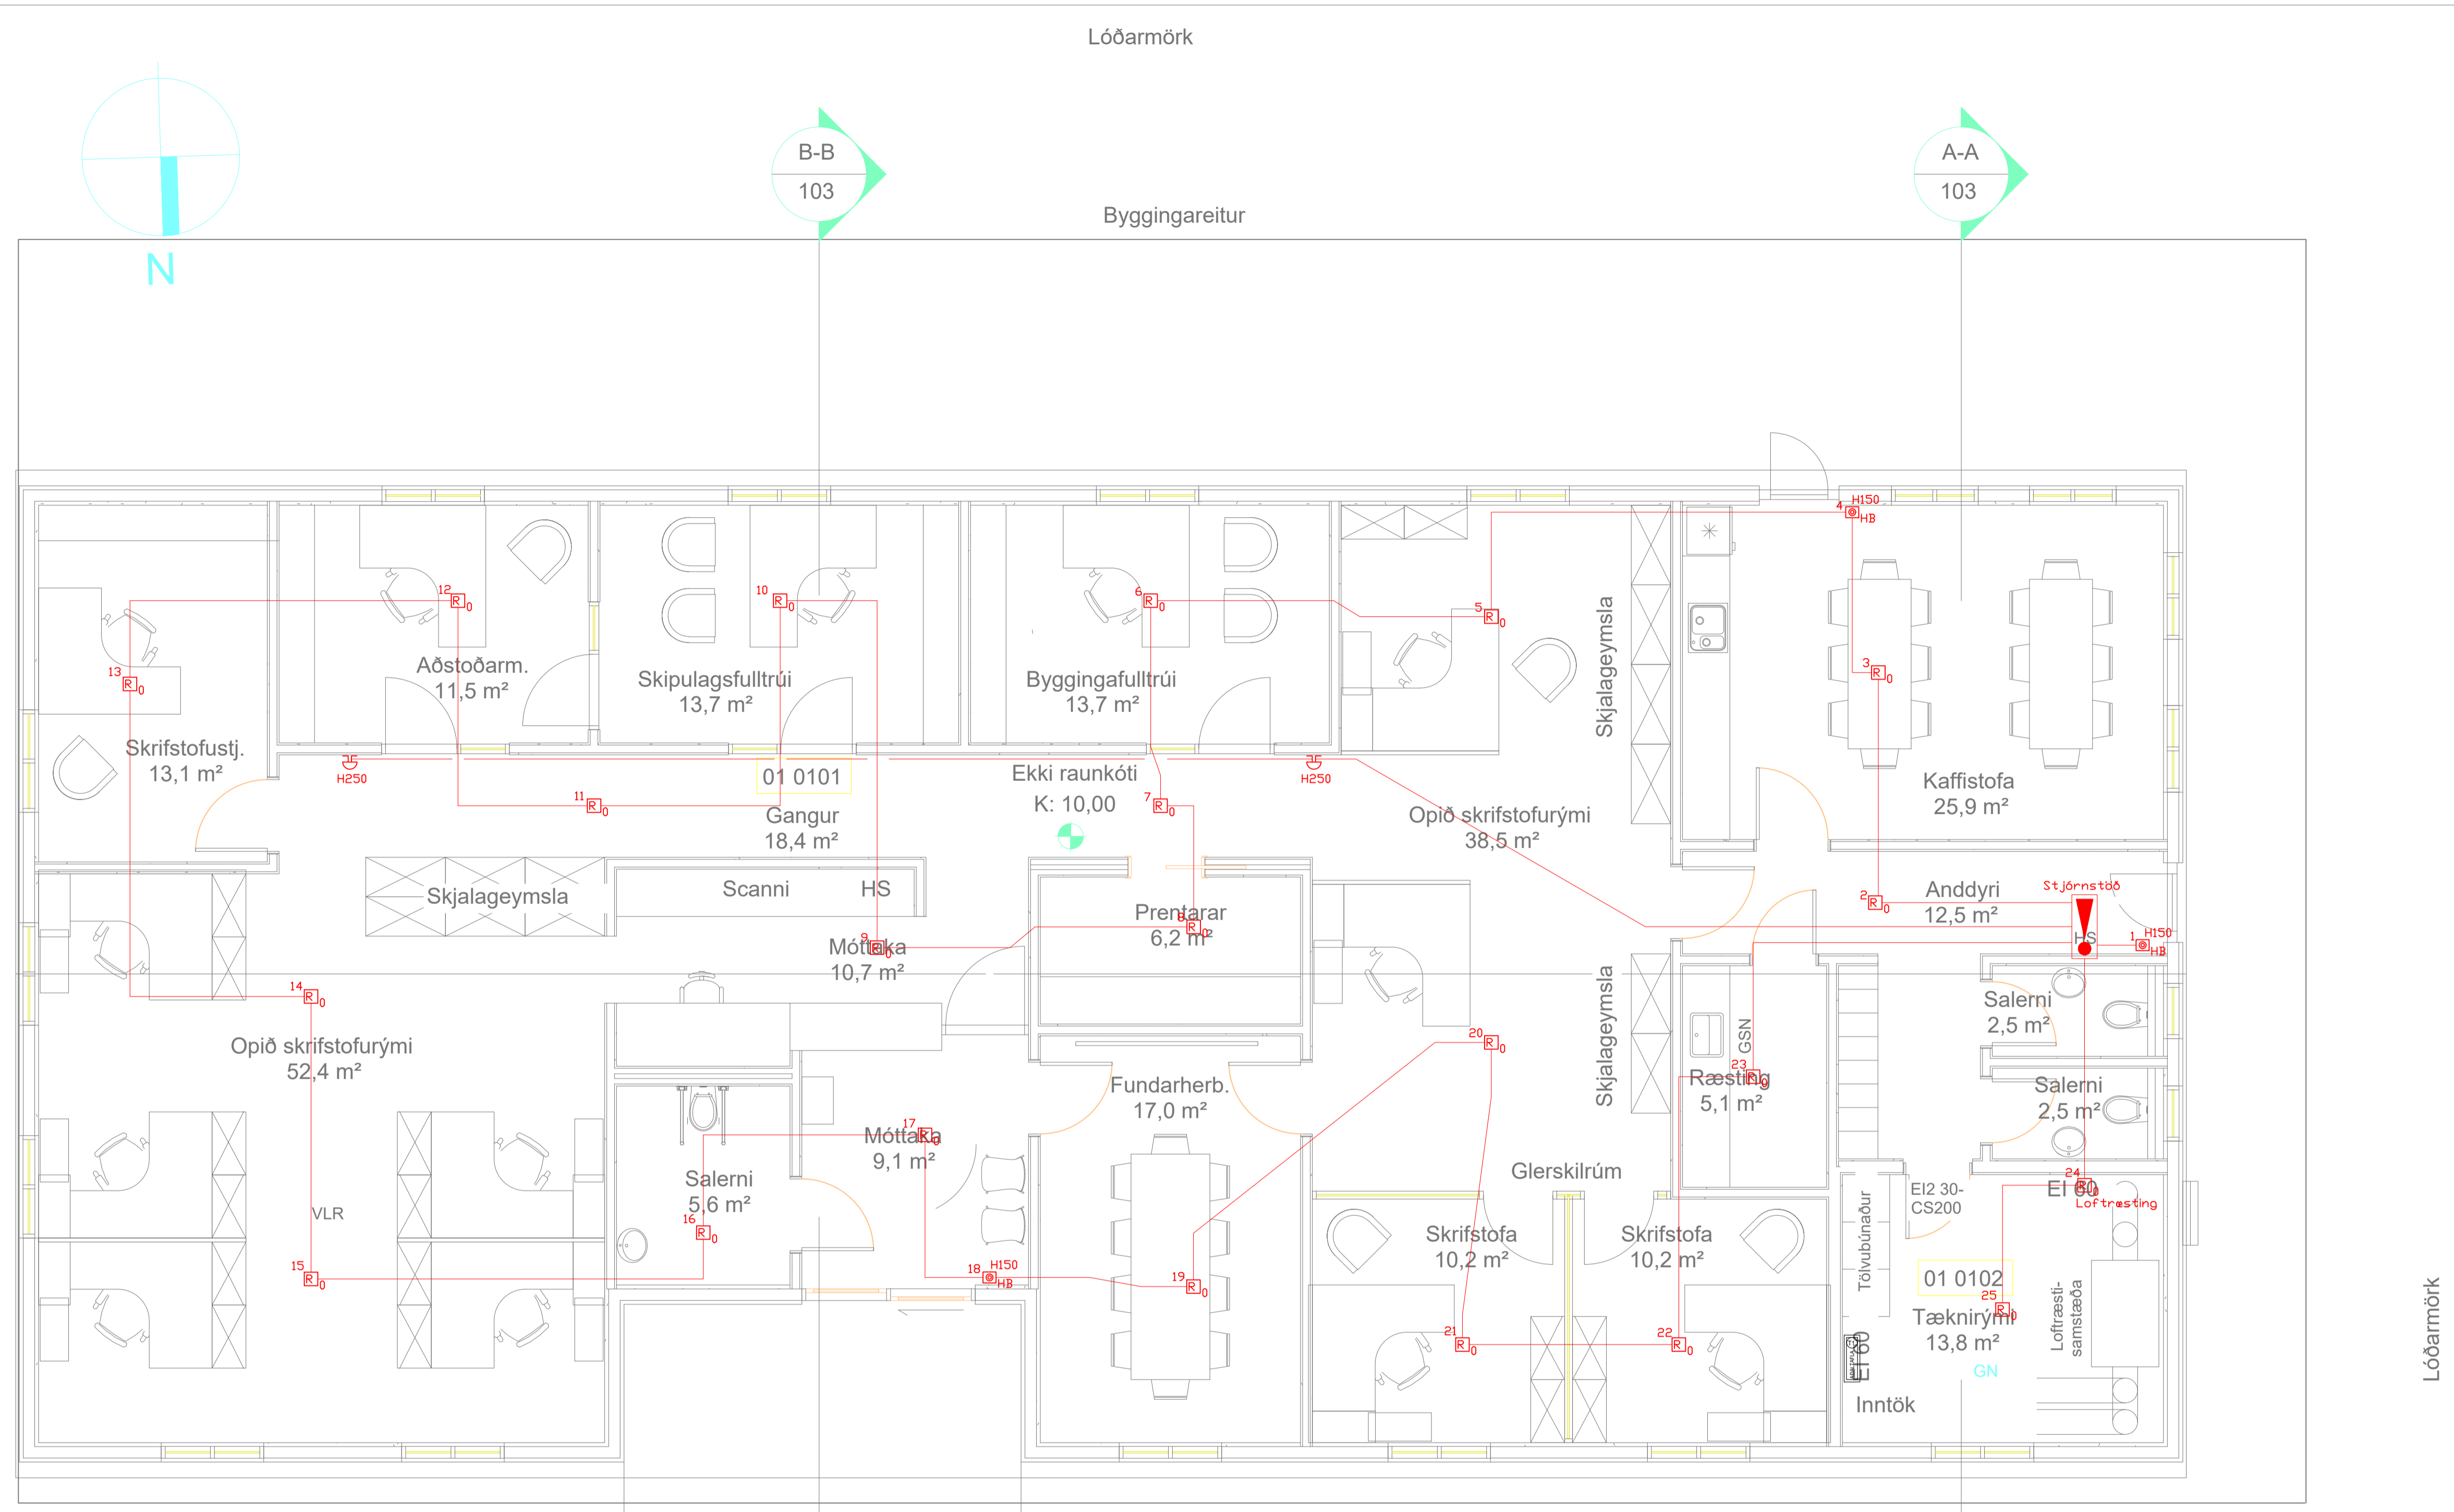 Lóðarmörk
B-B
103
A-A
103
Byggingareitur
N
4
H150
HB
12
R
0
10
R
0
6
R
0
5
R
0
3
R
0
13
R
0
Aðstoðarm.
11,5 m²
Skipulagsfulltrúi
13,7 m²
Byggingafulltrúi
13,7 m²
Skjalageymsla
Skrifstofustj.
13,1 m²
H250
01 0101
Ekki raunkóti
K: 10,00
H250
Kaffistofa
25,9 m²
11
R
0
Gangur
18,4 m²
7
R
0
Opið skrifstofurými
38,5 m²
Skjalageymsla
Scanni
HS
Prentarar
6,2 m²
8
R
0
2
R
0
Anddyri
12,5 m²
Stjórnstöð
HS
1
H150
HB
9
R
0
Móttaka
10,7 m²
14
R
0
Opið skrifstofurými
52,4 m²
20
R
0
Skjalageymsla
GSN
23
R
0
Ræsting
5,1 m²
Salerni
2,5 m²
Salerni
2,5 m²
Fundarherb.
17,0 m²
17
R
0
Móttaka
9,1 m²
Salerni
5,6 m²
16
R
0
VLR
15
R
0
18
H150
HB
19
R
0
Glerskilrúm
Skrifstofa
10,2 m²
Skrifstofa
10,2 m²
21
R
0
22
R
0
Tölvubúnaður
EI2 30-
CS200
24
R
0
EI 60
Loftræsting
01 0102
25
R
0
Tæknirými
13,8 m²
Loftræsti-
samstæða
EI 60
GN
Inntök
Lóðarmörk